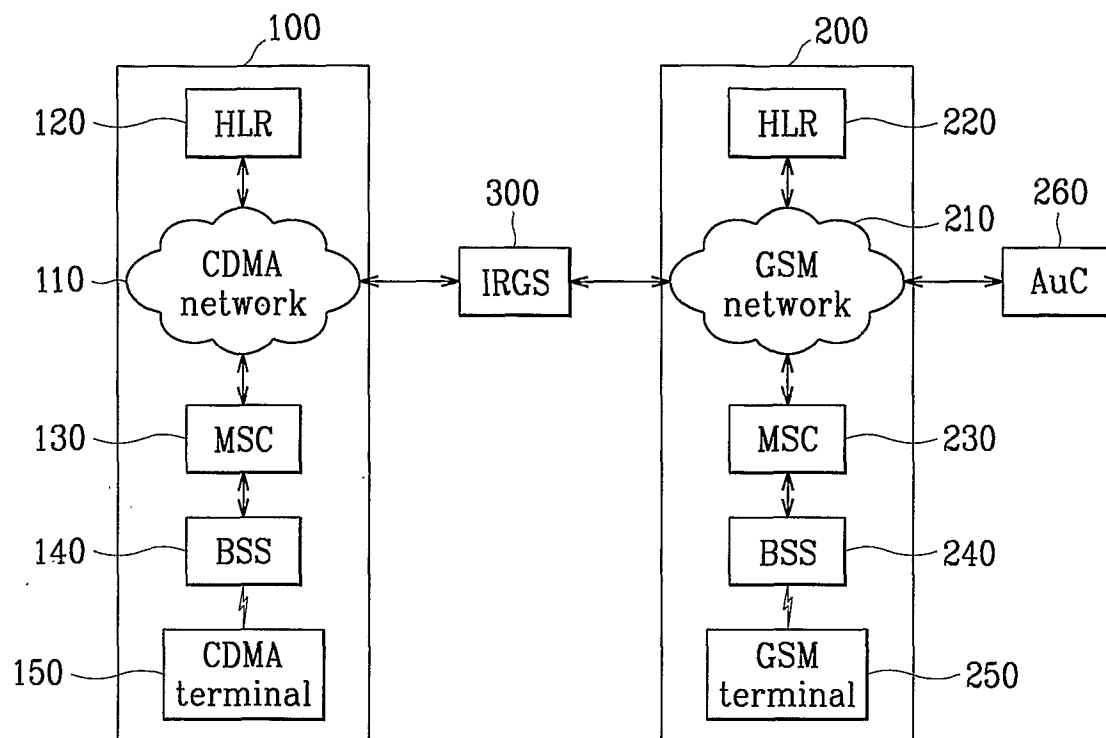 100
200
120
HLR
HLR
220
300
210
260
110
CDMA
network
IRGS
GSM
network
AuC
130
MSC
MSC
230
140
BSS
BSS
240
150
CDMA
terminal
GSM
terminal
250